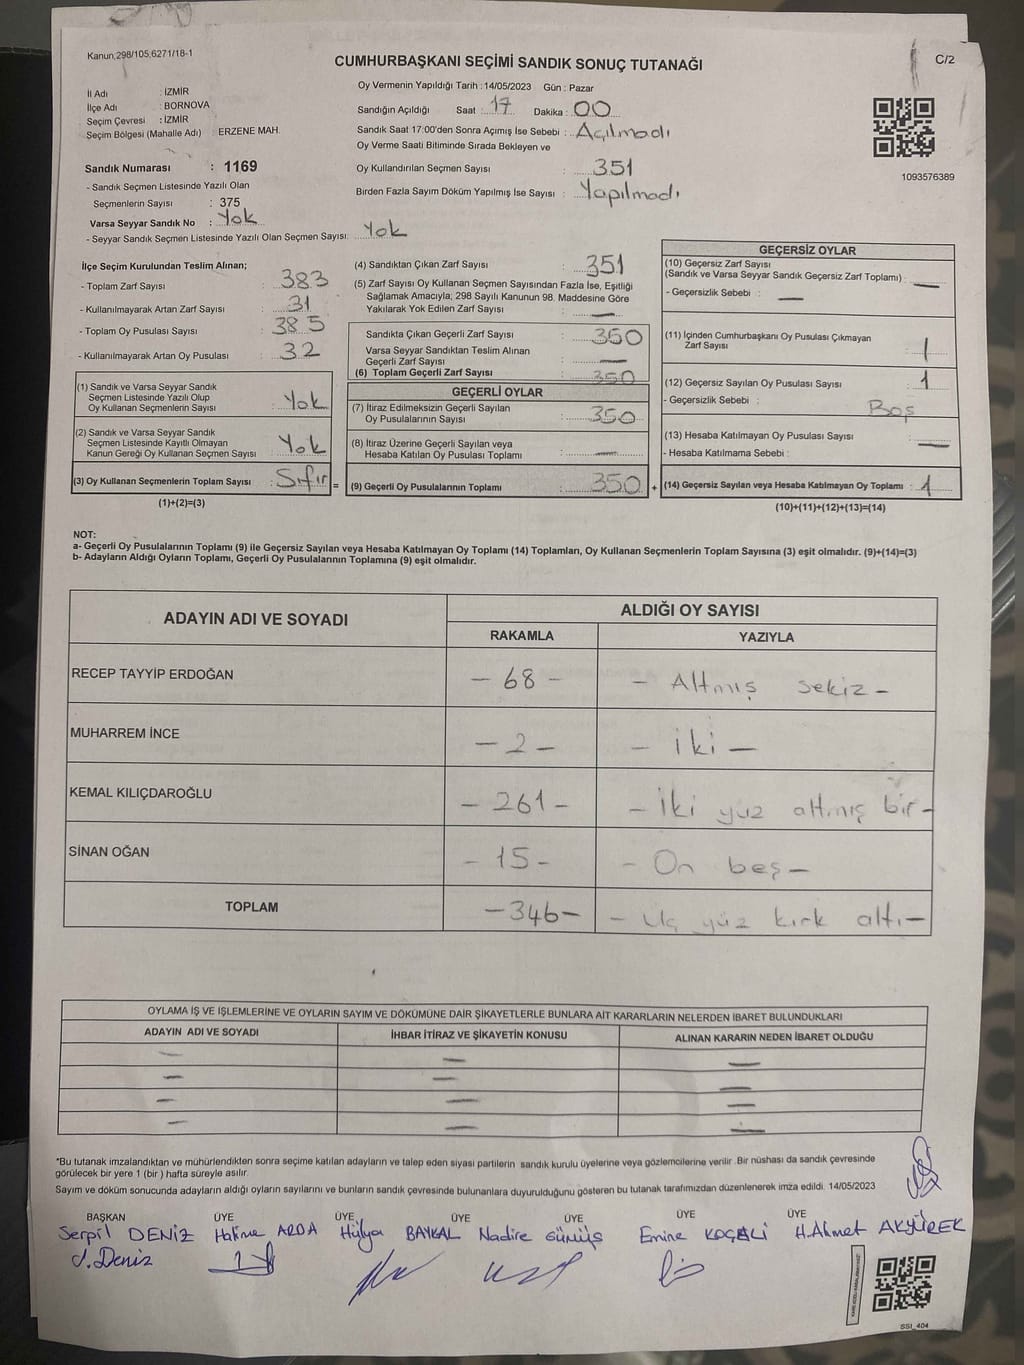 Kanun,298/105,6271/18-1
CUMHURBAŞKANI SEÇİMİ SANDIK SONUÇ TUTANAĞI
C/2
İl Adı : İZMİR
İlçe Adı : BORNOVA
Seçim Çevresi : İZMİR
Seçim Bölgesi (Mahalle Adı) : ERZENE MAH.
Oy Vermenin Yapıldığı Tarih : 14/05/2023 Gün : Pazar
Sandığın Açıldığı Saat : 17 Dakika : 00
Sandık Saat 17:00'den Sonra Açımış İse Sebebi : Açılmadı
Oy Verme Saati Bitiminde Sırada Bekleyen ve
Oy Kullandırılan Seçmen Sayısı : 351
Birden Fazla Sayım Döküm Yapılmış İse Sayısı : Yapılmadı
1093576389
Sandık Numarası : 1169
- Sandık Seçmen Listesinde Yazılı Olan
Seçmenlerin Sayısı : 375
Varsa Seyyar Sandık No : Yok
- Seyyar Sandık Seçmen Listesinde Yazılı Olan Seçmen Sayısı: Yok
İlçe Seçim Kurulundan Teslim Alınan;
- Toplam Zarf Sayısı : 383
- Kullanılmayarak Artan Zarf Sayısı : 31
- Toplam Oy Pusulası Sayısı : 385
- Kullanılmayarak Artan Oy Pusulası : 32
(1) Sandık ve Varsa Seyyar Sandık
Seçmen Listesinde Yazılı Olup
Oy Kullanan Seçmenlerin Sayısı : Yok
(2) Sandık ve Varsa Seyyar Sandık
Seçmen Listesinde Kayıtlı Olmayan
Kanun Gereği Oy Kullanan Seçmen Sayısı : Yok
(3) Oy Kullanan Seçmenlerin Toplam Sayısı : Sıfır =
(1)+(2)=(3)
(4) Sandıktan Çıkan Zarf Sayısı : 351
(5) Zarf Sayısı Oy Kullanan Seçmen Sayısından Fazla İse, Eşitliği
Sağlamak Amacıyla; 298 Sayılı Kanunun 98. Maddesine Göre
Yakılarak Yok Edilen Zarf Sayısı : —
Sandıkta Çıkan Geçerli Zarf Sayısı : 350
Varsa Seyyar Sandıktan Teslim Alınan
Geçerli Zarf Sayısı : —
(6) Toplam Geçerli Zarf Sayısı : 350
GEÇERLİ OYLAR
(7) İtiraz Edilmeksizin Geçerli Sayılan
Oy Pusulalarının Sayısı : 350
(8) İtiraz Üzerine Geçerli Sayılan veya
Hesaba Katılan Oy Pusulası Toplamı : —
(9) Geçerli Oy Pusulalarının Toplamı : 350 +
GEÇERSİZ OYLAR
(10) Geçersiz Zarf Sayısı
(Sandık ve Varsa Seyyar Sandık Geçersiz Zarf Toplamı) : —
- Geçersizlik Sebebi : —
(11) İçinden Cumhurbaşkanı Oy Pusulası Çıkmayan
Zarf Sayısı : 1
(12) Geçersiz Sayılan Oy Pusulası Sayısı : 1
- Geçersizlik Sebebi : Boş
(13) Hesaba Katılmayan Oy Pusulası Sayısı : —
- Hesaba Katılmama Sebebi :
(14) Geçersiz Sayılan veya Hesaba Katılmayan Oy Toplamı : 1
(10)+(11)+(12)+(13)=(14)
NOT:
a- Geçerli Oy Pusulalarının Toplamı (9) ile Geçersiz Sayılan veya Hesaba Katılmayan Oy Toplamı (14) Toplamları, Oy Kullanan Seçmenlerin Toplam Sayısına (3) eşit olmalıdır. (9)+(14)=(3)
b- Adayların Aldığı Oyların Toplamı, Geçerli Oy Pusulalarının Toplamına (9) eşit olmalıdır.
ADAYIN ADI VE SOYADI
ALDIĞI OY SAYISI
RAKAMLA YAZIYLA
RECEP TAYYİP ERDOĞAN - 68 - - Altmış sekiz -
MUHARREM İNCE - 2 - - iki -
KEMAL KILIÇDAROĞLU - 261 - - İki yüz altmış bir -
SİNAN OĞAN - 15 - - On beş -
TOPLAM - 346 - - Üç yüz kırk altı -
OYLAMA İŞ VE İŞLEMLERİNE VE OYLARIN SAYIM VE DÖKÜMÜNE DAİR ŞİKAYETLERLE BUNLARA AİT KARARLARIN NELERDEN İBARET BULUNDUKLARI
ADAYIN ADI VE SOYADI İHBAR İTİRAZ VE ŞİKAYETİN KONUSU ALINAN KARARIN NEDEN İBARET OLDUĞU
— — —
— — —
— — —
— — —
*Bu tutanak imzalandıktan ve mühürlendikten sonra seçime katılan adayların ve talep eden siyasi partilerin sandık kurulu üyelerine veya gözlemcilerine verilir. Bir nüshası da sandık çevresinde
görülecek bir yere 1 (bir) hafta süreyle asılır.
Sayım ve döküm sonucunda adayların aldığı oyların sayılarını ve bunların sandık çevresinde bulunanlara duyurulduğunu gösteren bu tutanak tarafımızdan düzenlenerek imza edildi. 14/05/2023
BAŞKAN ÜYE ÜYE ÜYE ÜYE ÜYE ÜYE
Serpil DENİZ Halime ARDA Hülya BAYKAL Nadire GÜMÜŞ Emine KOÇALİ H.Ahmet AKYÜREK
S.Deniz
SSI_404